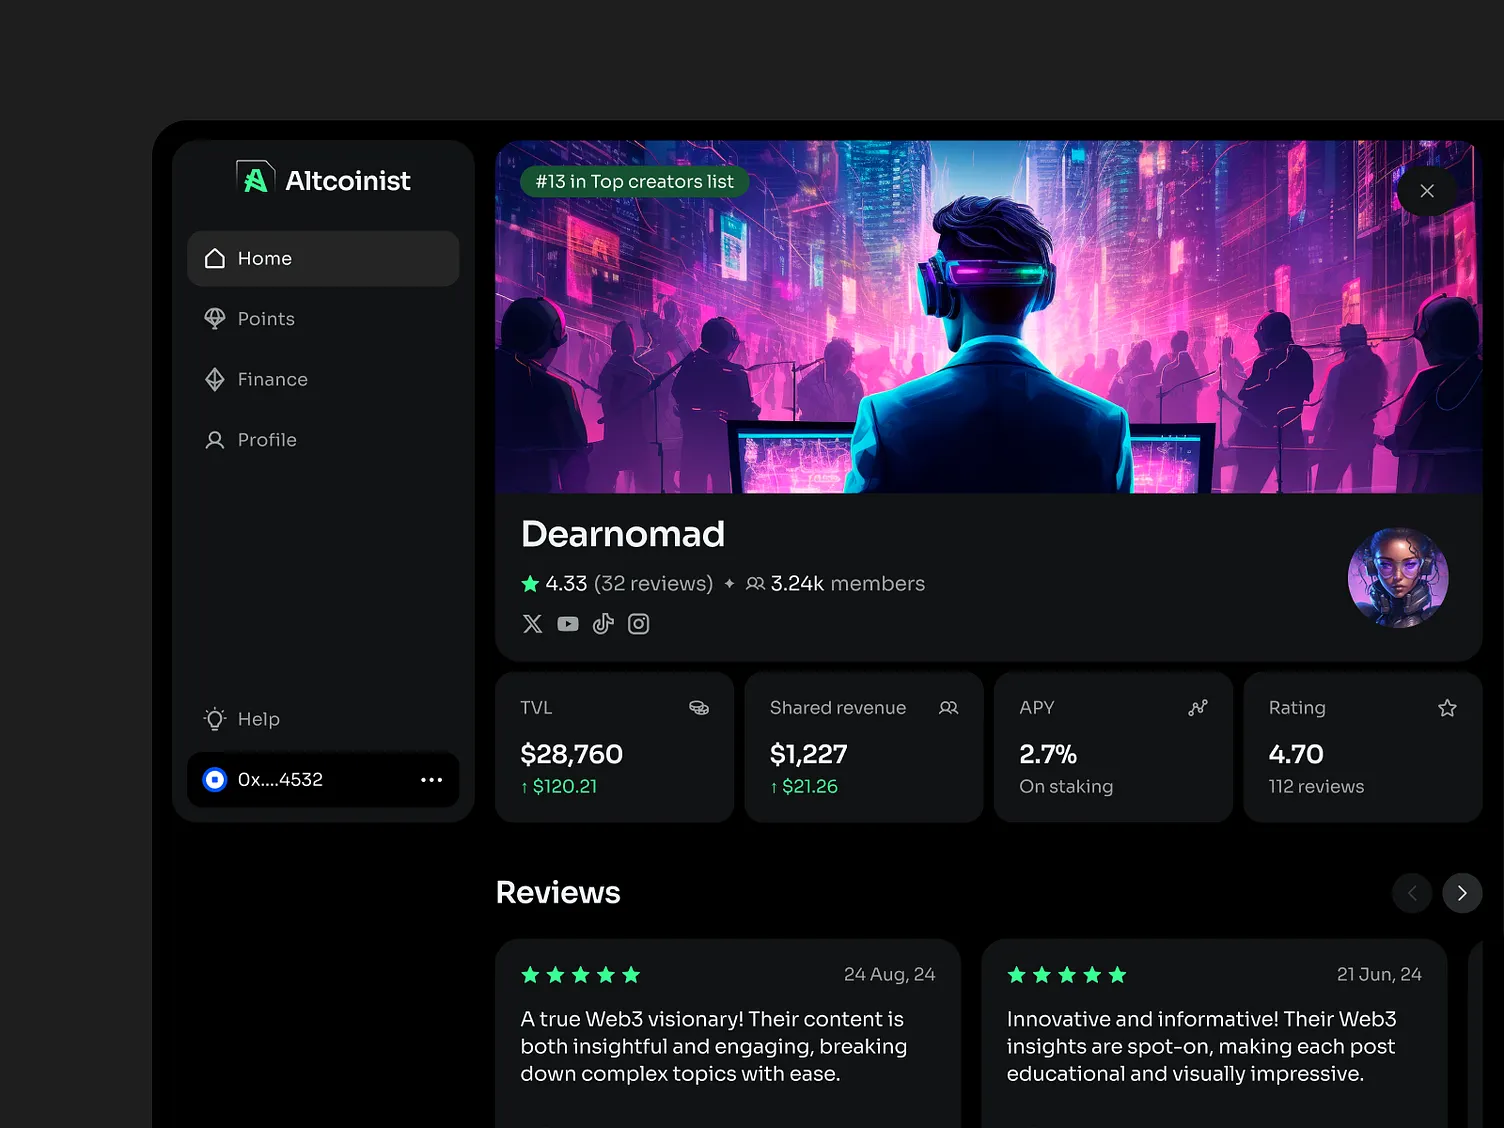 Altcoinist
Home
Points
Finance
Profile
Help
0x....4532
#13 in Top creators list
Dearnomad
4.33 (32 reviews) 3.24k members
TVL
$28,760
↑ $120.21
Shared revenue
$1,227
↑ $21.26
APY
2.7%
On staking
Rating
4.70
112 reviews
Reviews
24 Aug, 24
A true Web3 visionary! Their content is
both insightful and engaging, breaking
down complex topics with ease.
21 Jun, 24
Innovative and informative! Their Web3
insights are spot-on, making each post
educational and visually impressive.